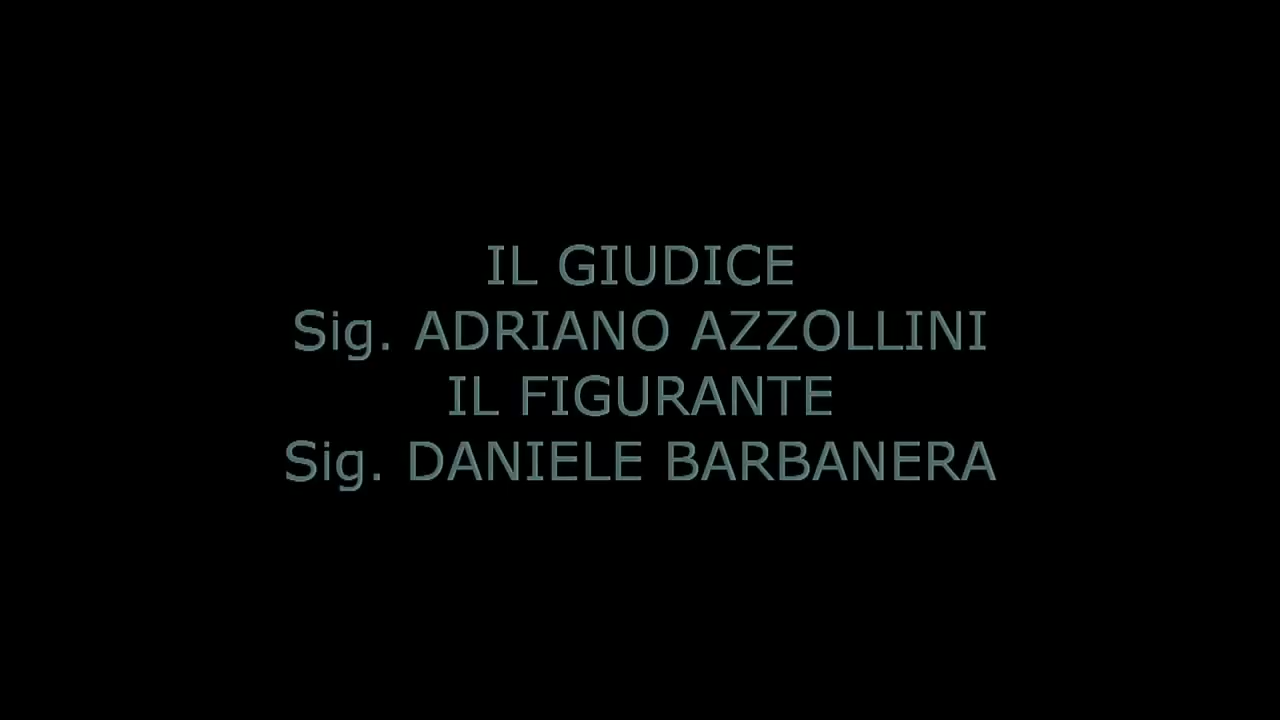 IL GIUDICE
Sig. ADRIANO AZZOLLINI
IL FIGURANTE
Sig. DANIELE BARBANERA